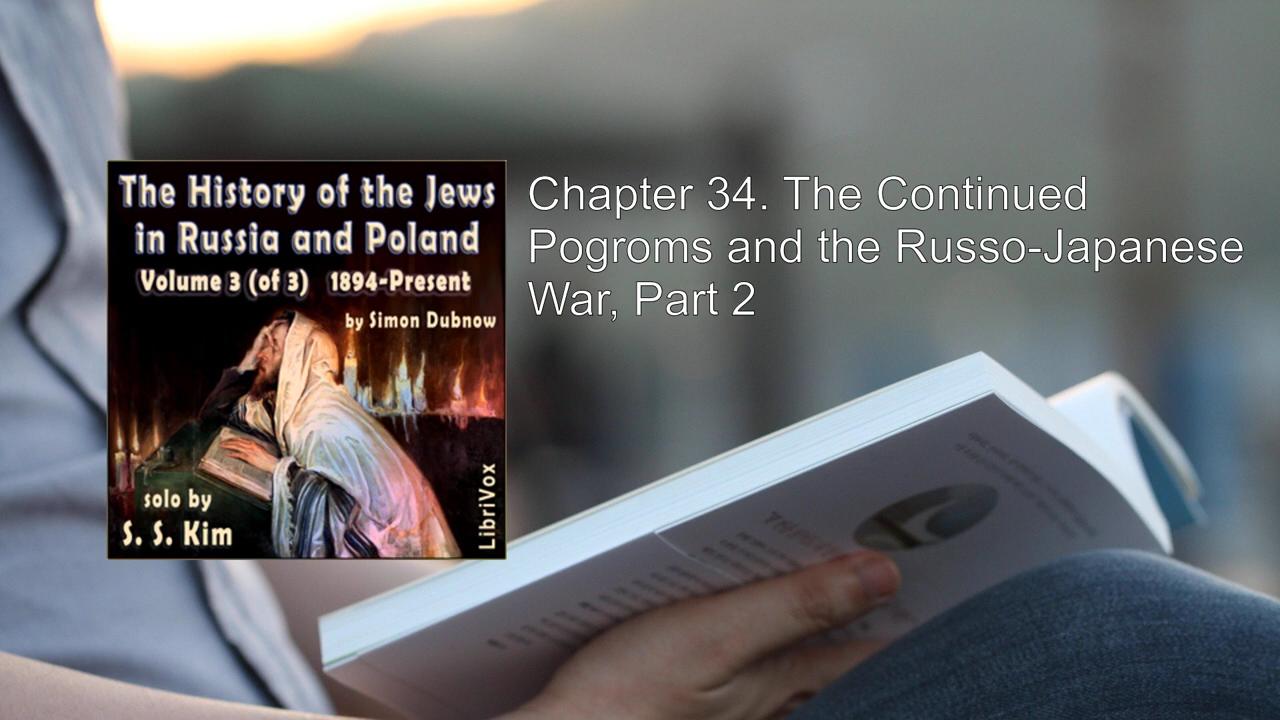 The History of the Jews
in Russia and Poland
Volume 3 (of 3) 1894-Present
by Simon Dubnow
solo by
S. S. Kim
LibriVox
Chapter 34. The Continued
Pogroms and the Russo-Japanese
War, Part 2